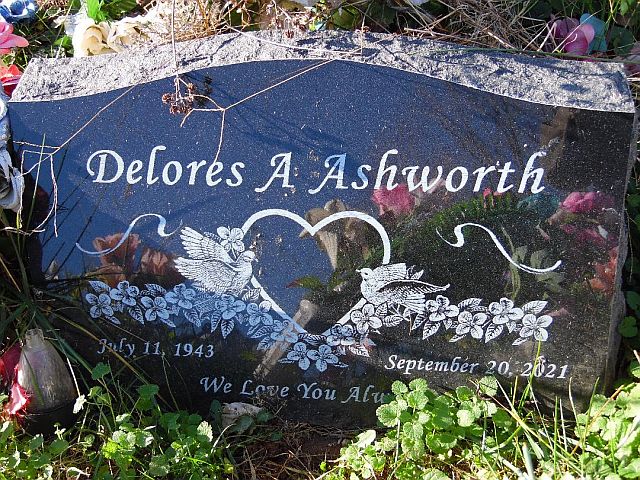 Delores A Ashworth
July 11, 1943
September 20, 2021
We Love You